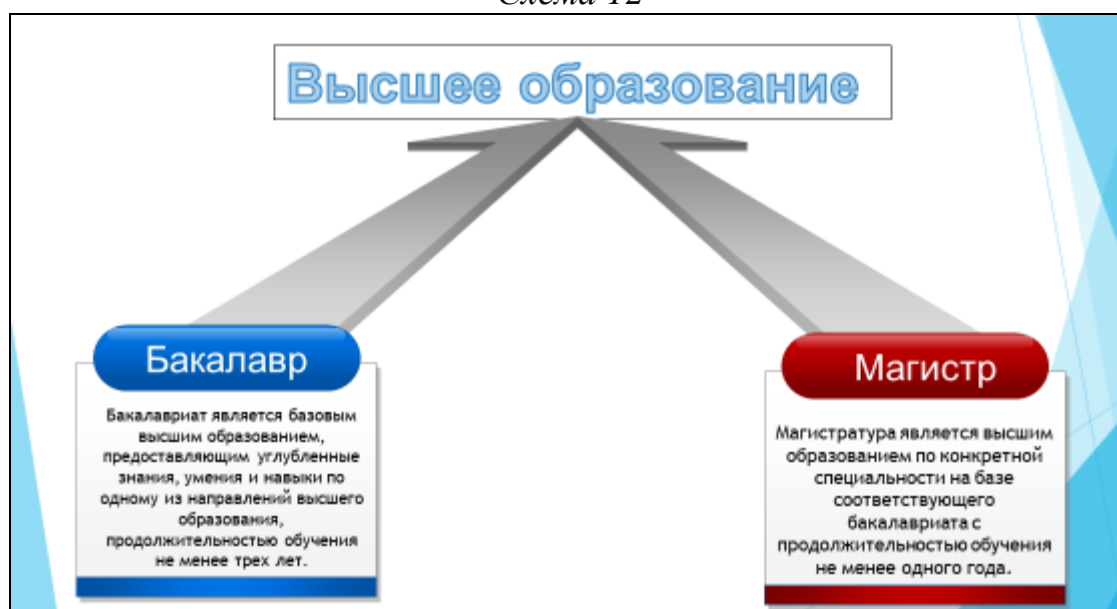 Схема 12
Высшее образование
Бакалавр
Бакалавриат является базовым
высшим образованием,
предоставляющим углубленные
знания, умения и навыки по
одному из направлений высшего
образования,
продолжительностью обучения
не менее трех лет.
Магистр
Магистратура является высшим
образованием по конкретной
специальности на базе
соответствующего
бакалавриата с
продолжительностью обучения
не менее одного года.